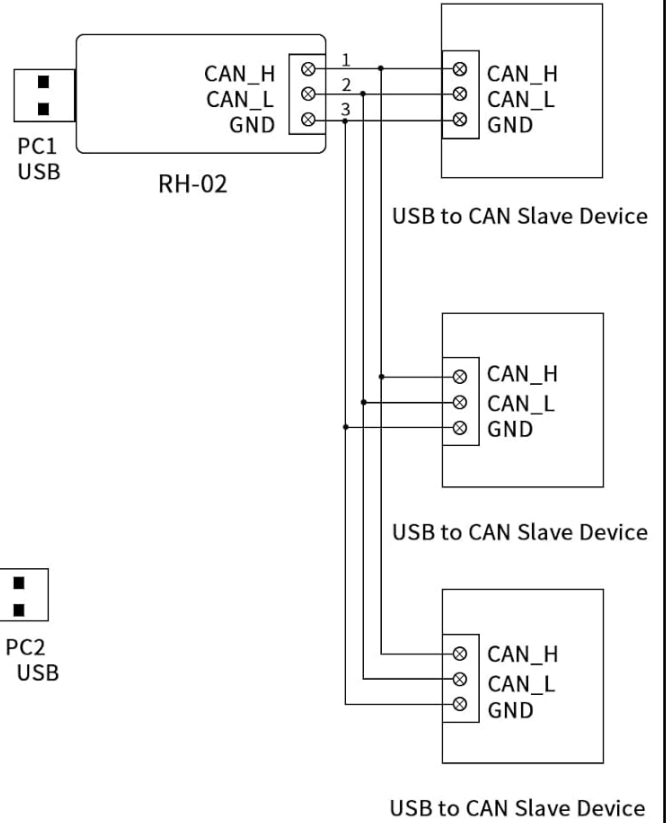 CAN_H
CAN_L
GND
1
2
3
CAN_H
CAN_L
GND
PC1
USB
RH-02
USB to CAN Slave Device
CAN_H
CAN_L
GND
USB to CAN Slave Device
PC2
USB
CAN_H
CAN_L
GND
USB to CAN Slave Device